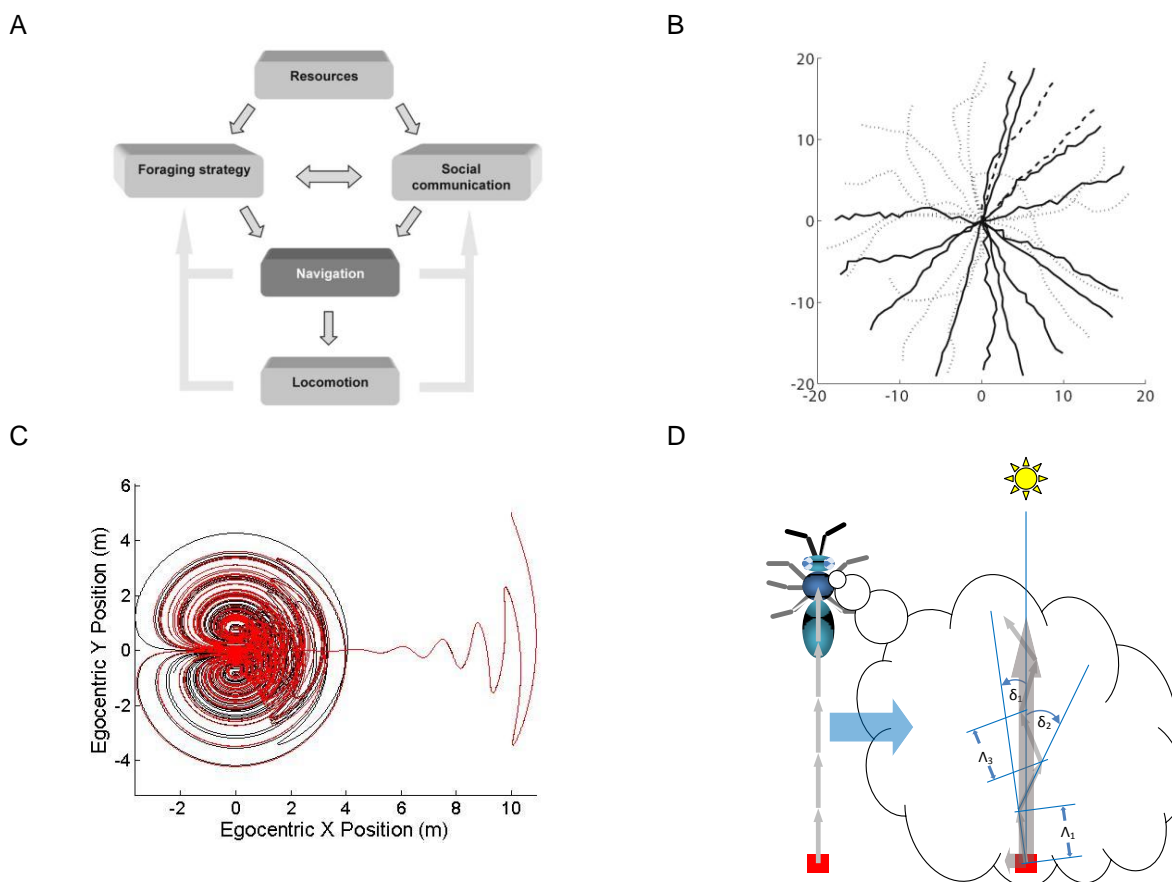 A
Resources
Foraging strategy
Social
communication
Navigation
Locomotion
B
20
10
0
-10
-20
-20
-10
0
10
20
C
6
4
2
0
-2
-4
Egocentric Y Position (m)
-2
0
2
4
6
8
10
Egocentric X Position (m)
D
δ1
δ2
Λ3
Λ1